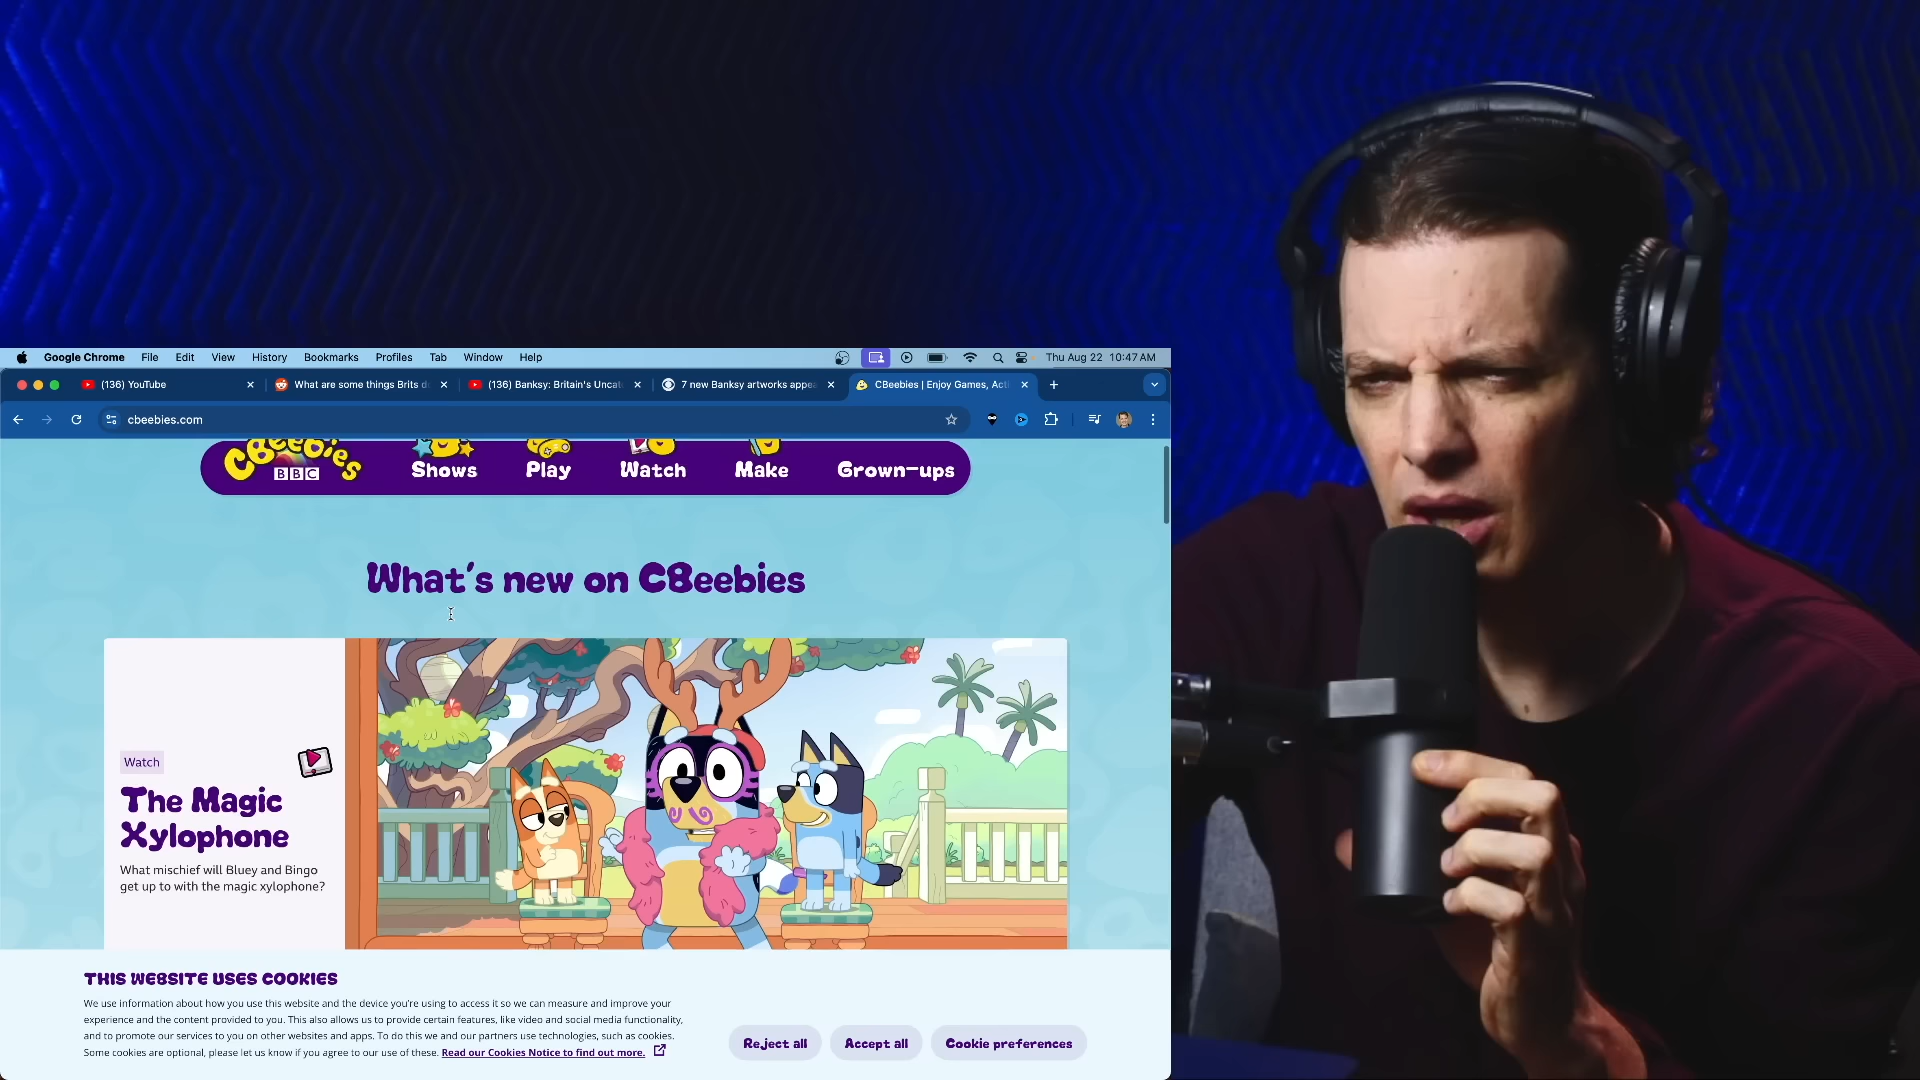 Google Chrome File Edit View History Bookmarks Profiles Tab Window Help Thu Aug 22 10:47 AM
(136) YouTube What are some things Brits d (136) Banksy: Britain's Uncat 7 new Banksy artworks appea CBeebies | Enjoy Games, Acti
cbeebies.com
CBeebies
BBC
Shows Play Watch Make Grown-ups
What's new on CBeebies
Watch
The Magic
Xylophone
What mischief will Bluey and Bingo
get up to with the magic xylophone?
THIS WEBSITE USES COOKIES
We use information about how you use this website and the device you're using to access it so we can measure and improve your
experience and the content provided to you. This also allows us to provide certain features, like video and social media functionality,
and to promote our services to you on other websites and apps. To do this we and our partners use technologies, such as cookies.
Some cookies are optional, please let us know if you agree to our use of these. Read our Cookies Notice to find out more.
Reject all Accept all Cookie preferences